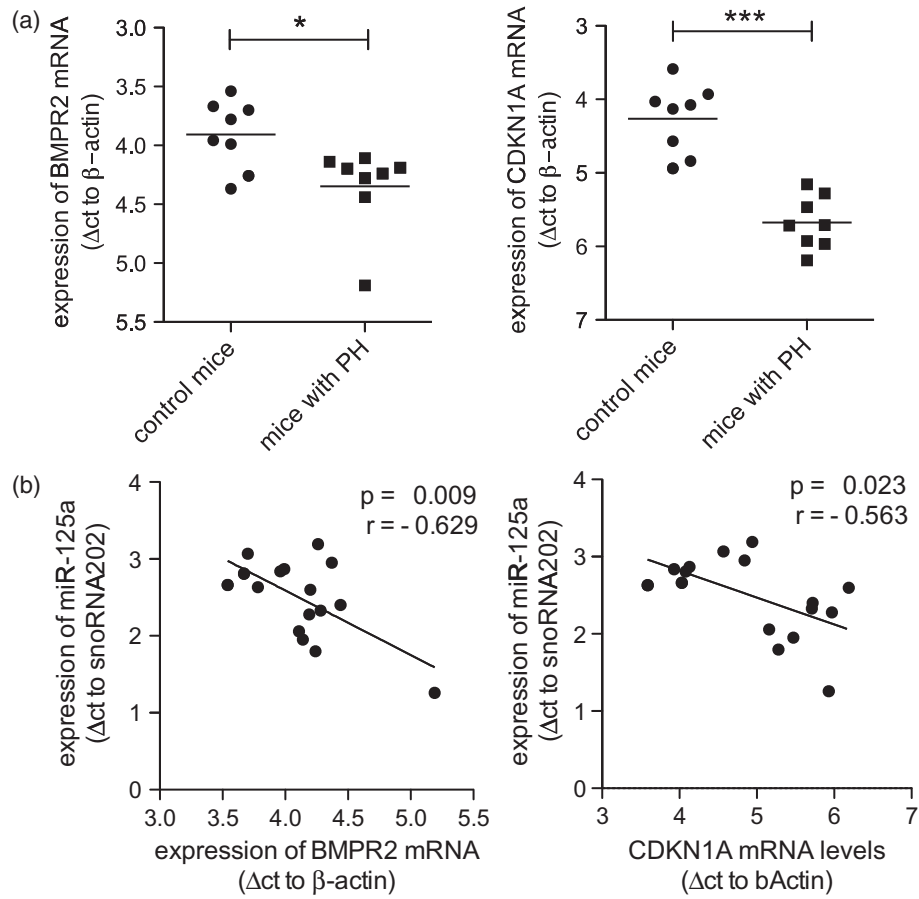 (a)
expression of BMPR2 mRNA
(Δct to β−actin)
3.0
3.5
4.0
4.5
5.0
5.5
*
control mice
mice with PH
expression of CDKN1A mRNA
(Δct to β−actin)
3
4
5
6
7
***
control mice
mice with PH
(b)
expression of miR-125a
(Δct to snoRNA202)
4
3
2
1
0
p = 0.009
r = - 0.629
3.0
3.5
4.0
4.5
5.0
5.5
expression of BMPR2 mRNA
(Δct to β-actin)
expression of miR-125a
(Δct to snoRNA202)
4
3
2
1
0
p = 0.023
r = - 0.563
3
4
5
6
7
CDKN1A mRNA levels
(Δct to bActin)